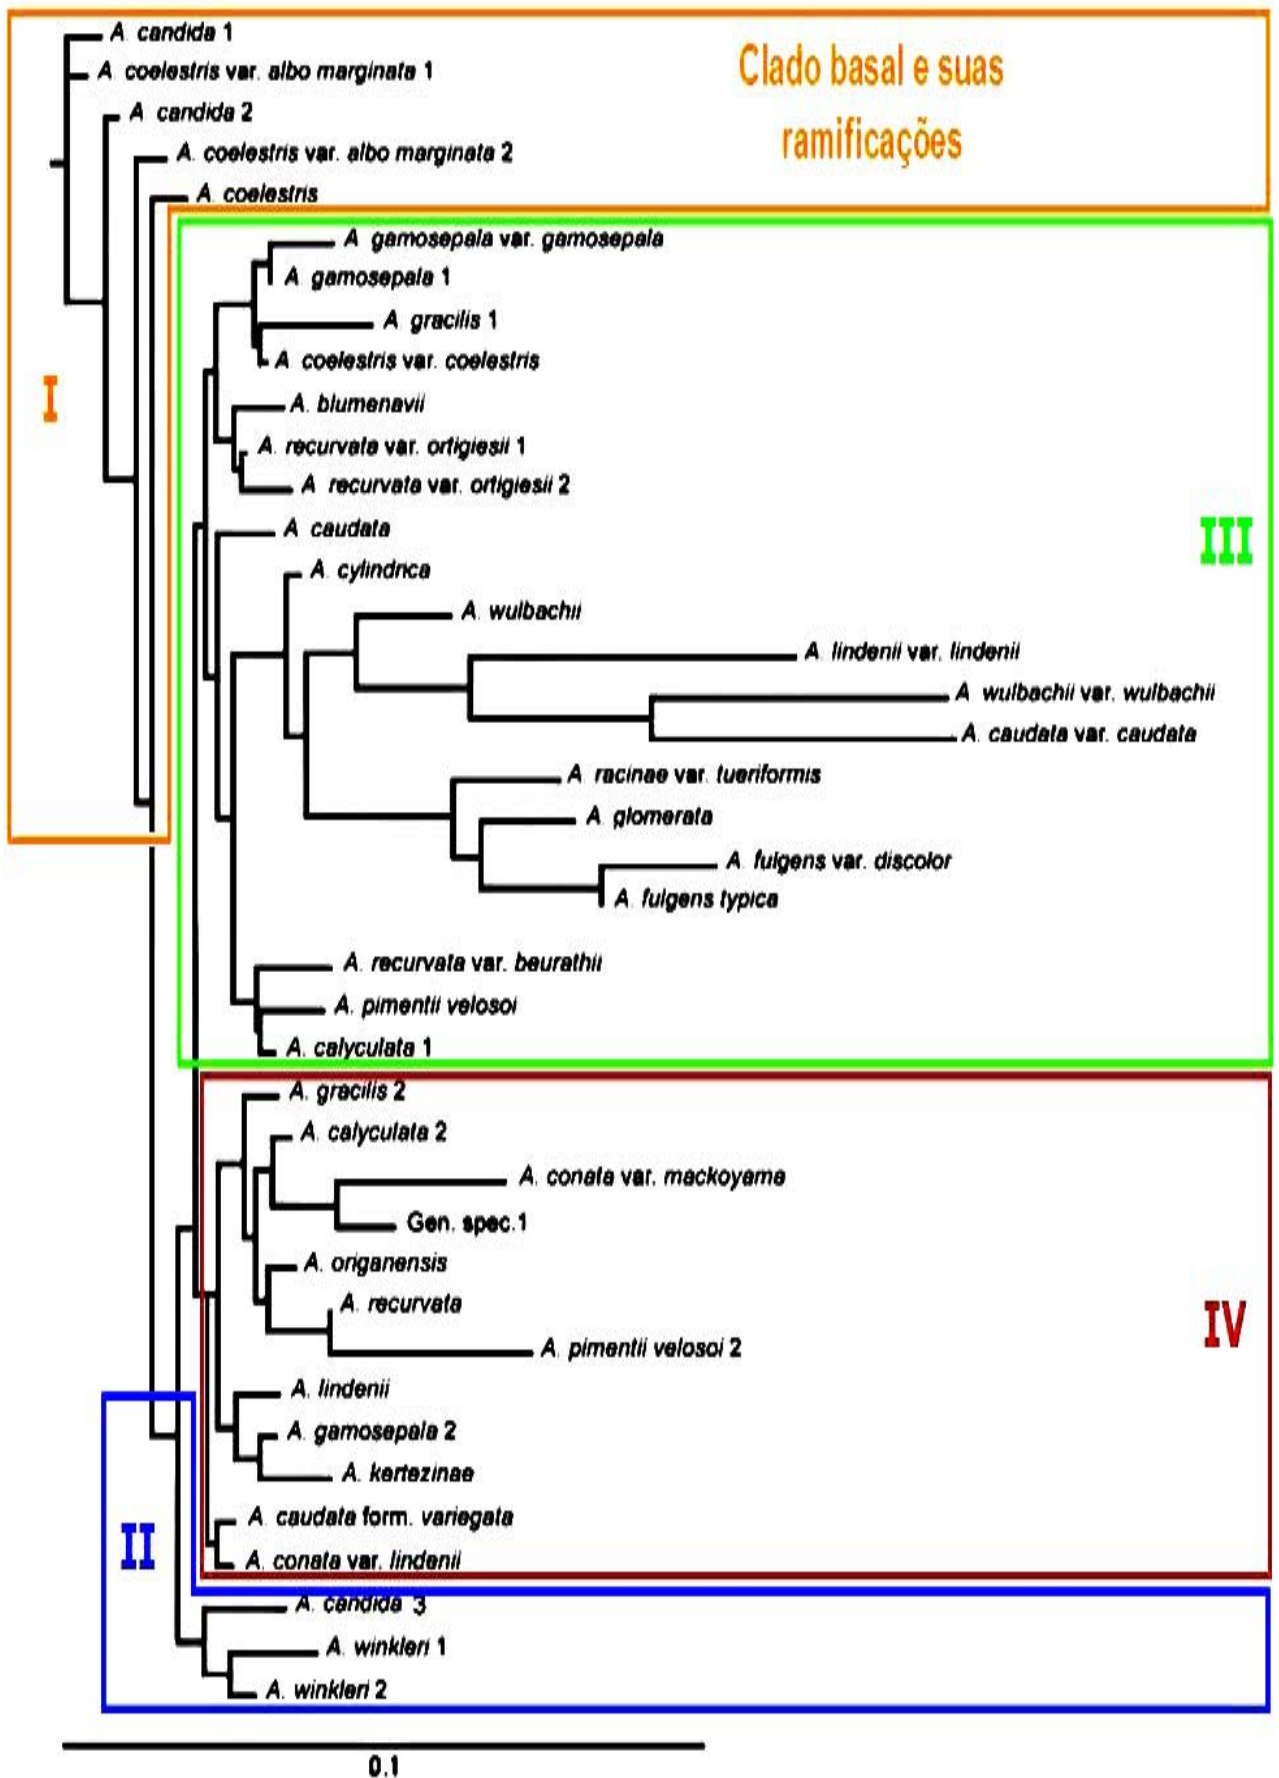 A. candida 1
A. coelestris var. albo marginata 1
Clado basal e suas
ramificações
A. candida 2
A. coelestris var. albo marginata 2
A. coelestris
A. gamosepala var. gamosepala
A. gamosepala 1
A. gracilis 1
A. coelestris var. coelestris
I
A. blumenavii
A. recurvata var. ortigiesii 1
A. recurvata var. ortigiesii 2
A. caudata
III
A. cylindrica
A. wulbachii
A. lindenii var. lindenii
A. wulbachii var. wulbachii
A. caudata var. caudata
A. racinae var. tueriformis
A. glomerata
A. fulgens var. discolor
A. fulgens typica
A. recurvata var. beurathii
A. pimentii velosoi
A. calyculata 1
A. gracilis 2
A. calyculata 2
A. conata var. mackoyama
Gen. spec.1
A. origanensis
A. recurvata
IV
A. pimentii velosoi 2
A. lindenii
A. gamosepala 2
A. kertezinae
A. caudata form. variegata
II
A. conata var. lindenii
A. candida 3
A. winkleri 1
A. winkleri 2
0.1